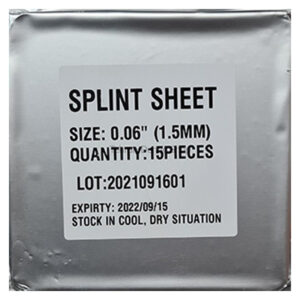 SPLINT SHEET
SIZE: 0.06" (1.5MM)
QUANTITY:15PIECES
LOT:2021091601
EXPIRTY: 2022/09/15
STOCK IN COOL, DRY SITUATION